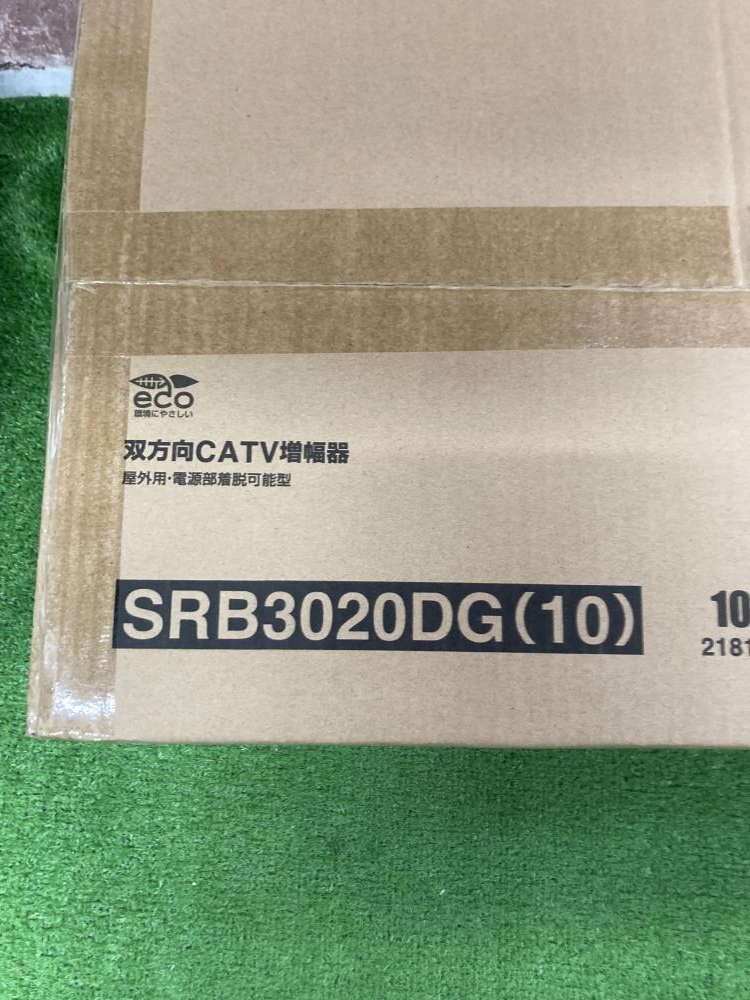 eco
環境にやさしい
双方向CATV増幅器
屋外用・電源部着脱可能型
SRB3020DG(10)
10
2181